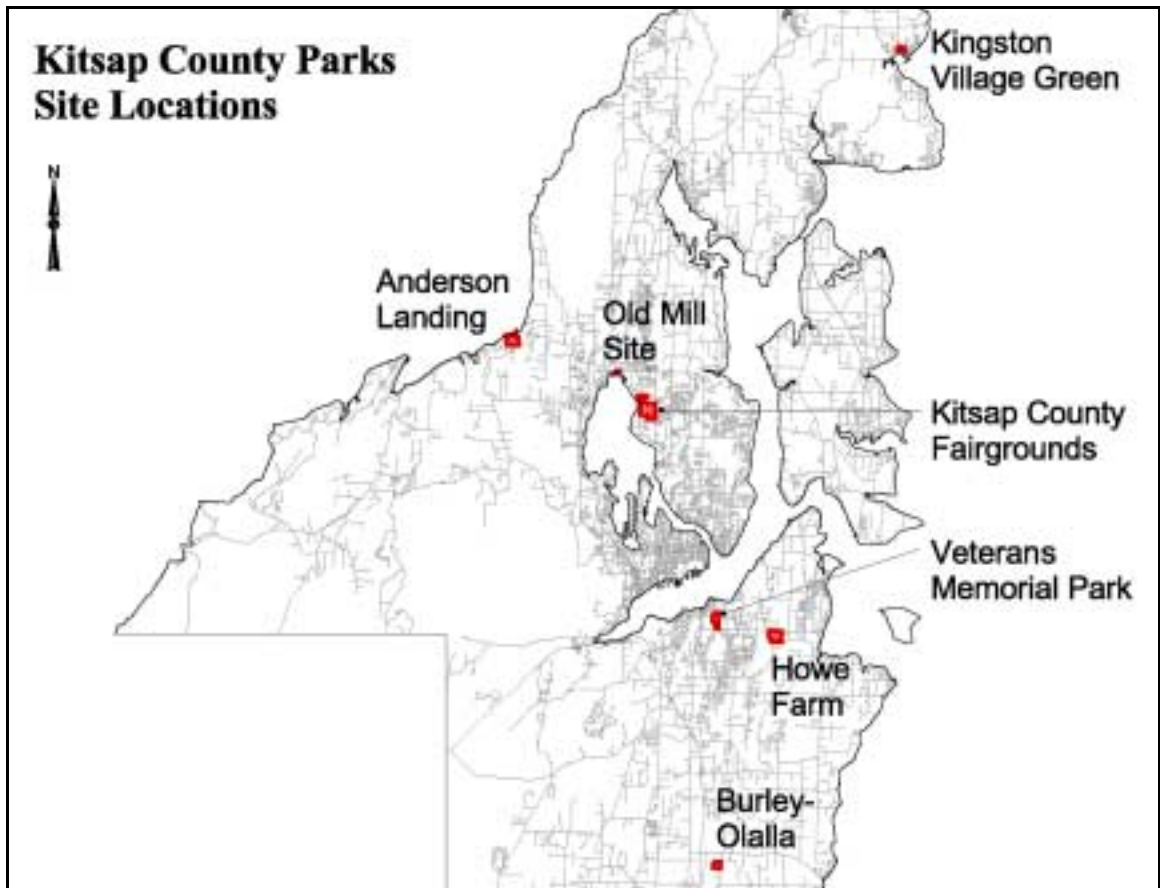 Kitsap County Parks
Site Locations
N
Kingston
Village Green
Anderson
Landing
Old Mill
Site
Kitsap County
Fairgrounds
Veterans
Memorial Park
Howe
Farm
Burley-
Olalla